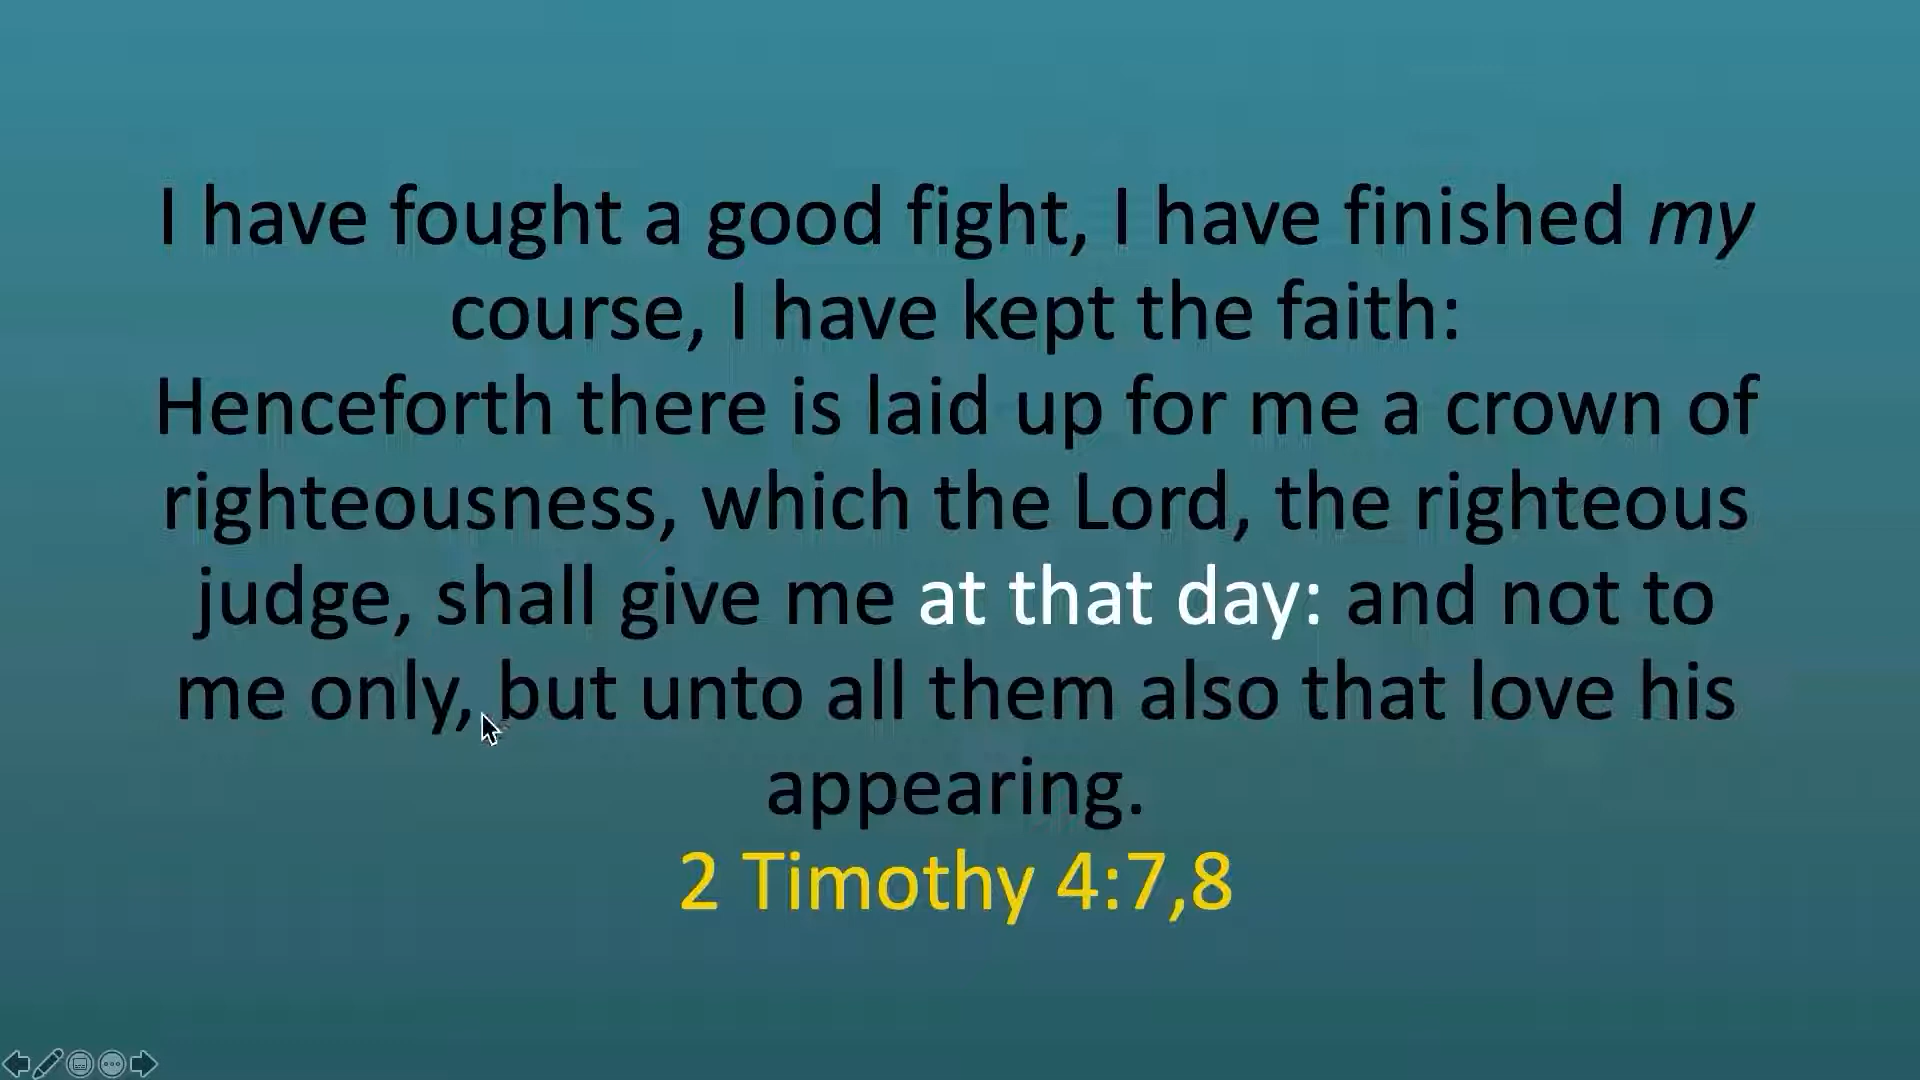 I have fought a good fight, I have finished my
course, I have kept the faith:
Henceforth there is laid up for me a crown of
righteousness, which the Lord, the righteous
judge, shall give me at that day: and not to
me only, but unto all them also that love his
appearing.
2 Timothy 4:7,8